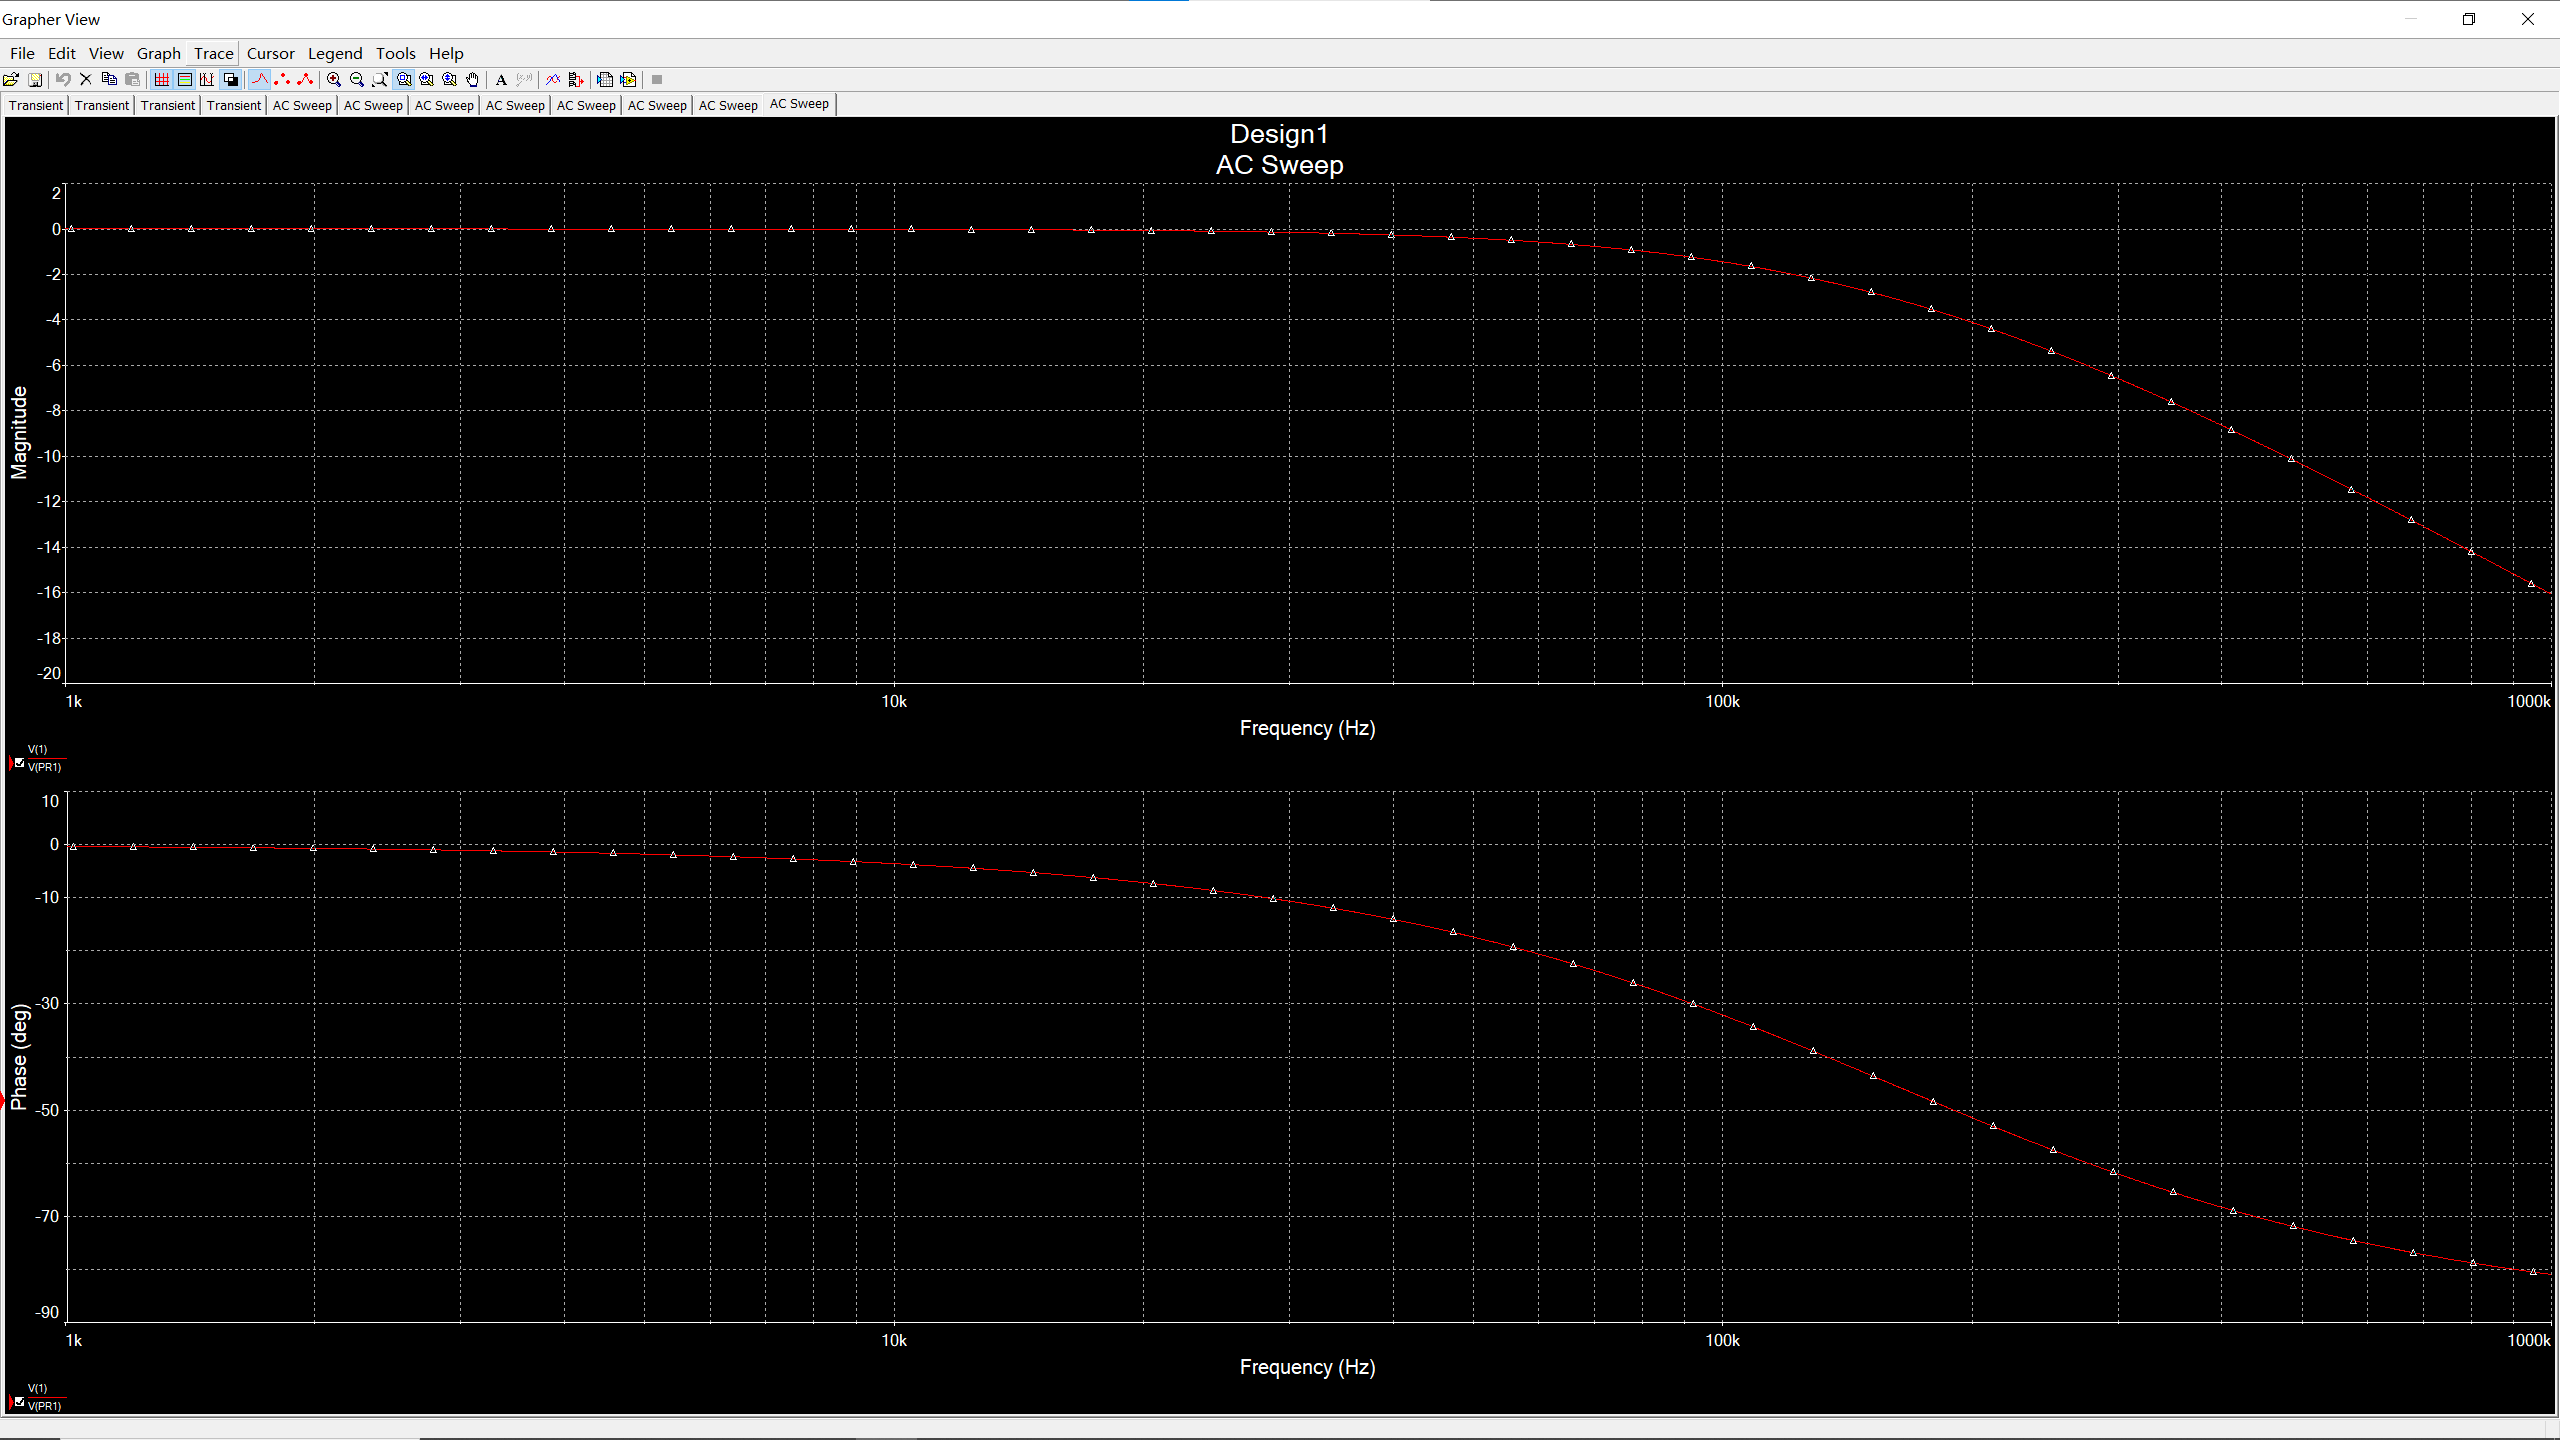 Grapher View
File Edit View Graph Trace Cursor Legend Tools Help
A
Transient Transient Transient Transient AC Sweep AC Sweep AC Sweep AC Sweep AC Sweep AC Sweep AC Sweep AC Sweep
Design1
AC Sweep
Magnitude
2
0
-2
-4
-6
-8
-10
-12
-14
-16
-18
-20
1k 10k 100k 1000k
Frequency (Hz)
V(1)
V(PR1)
Phase (deg)
10
0
-10
-30
-50
-70
-90
1k 10k 100k 1000k
Frequency (Hz)
V(1)
V(PR1)